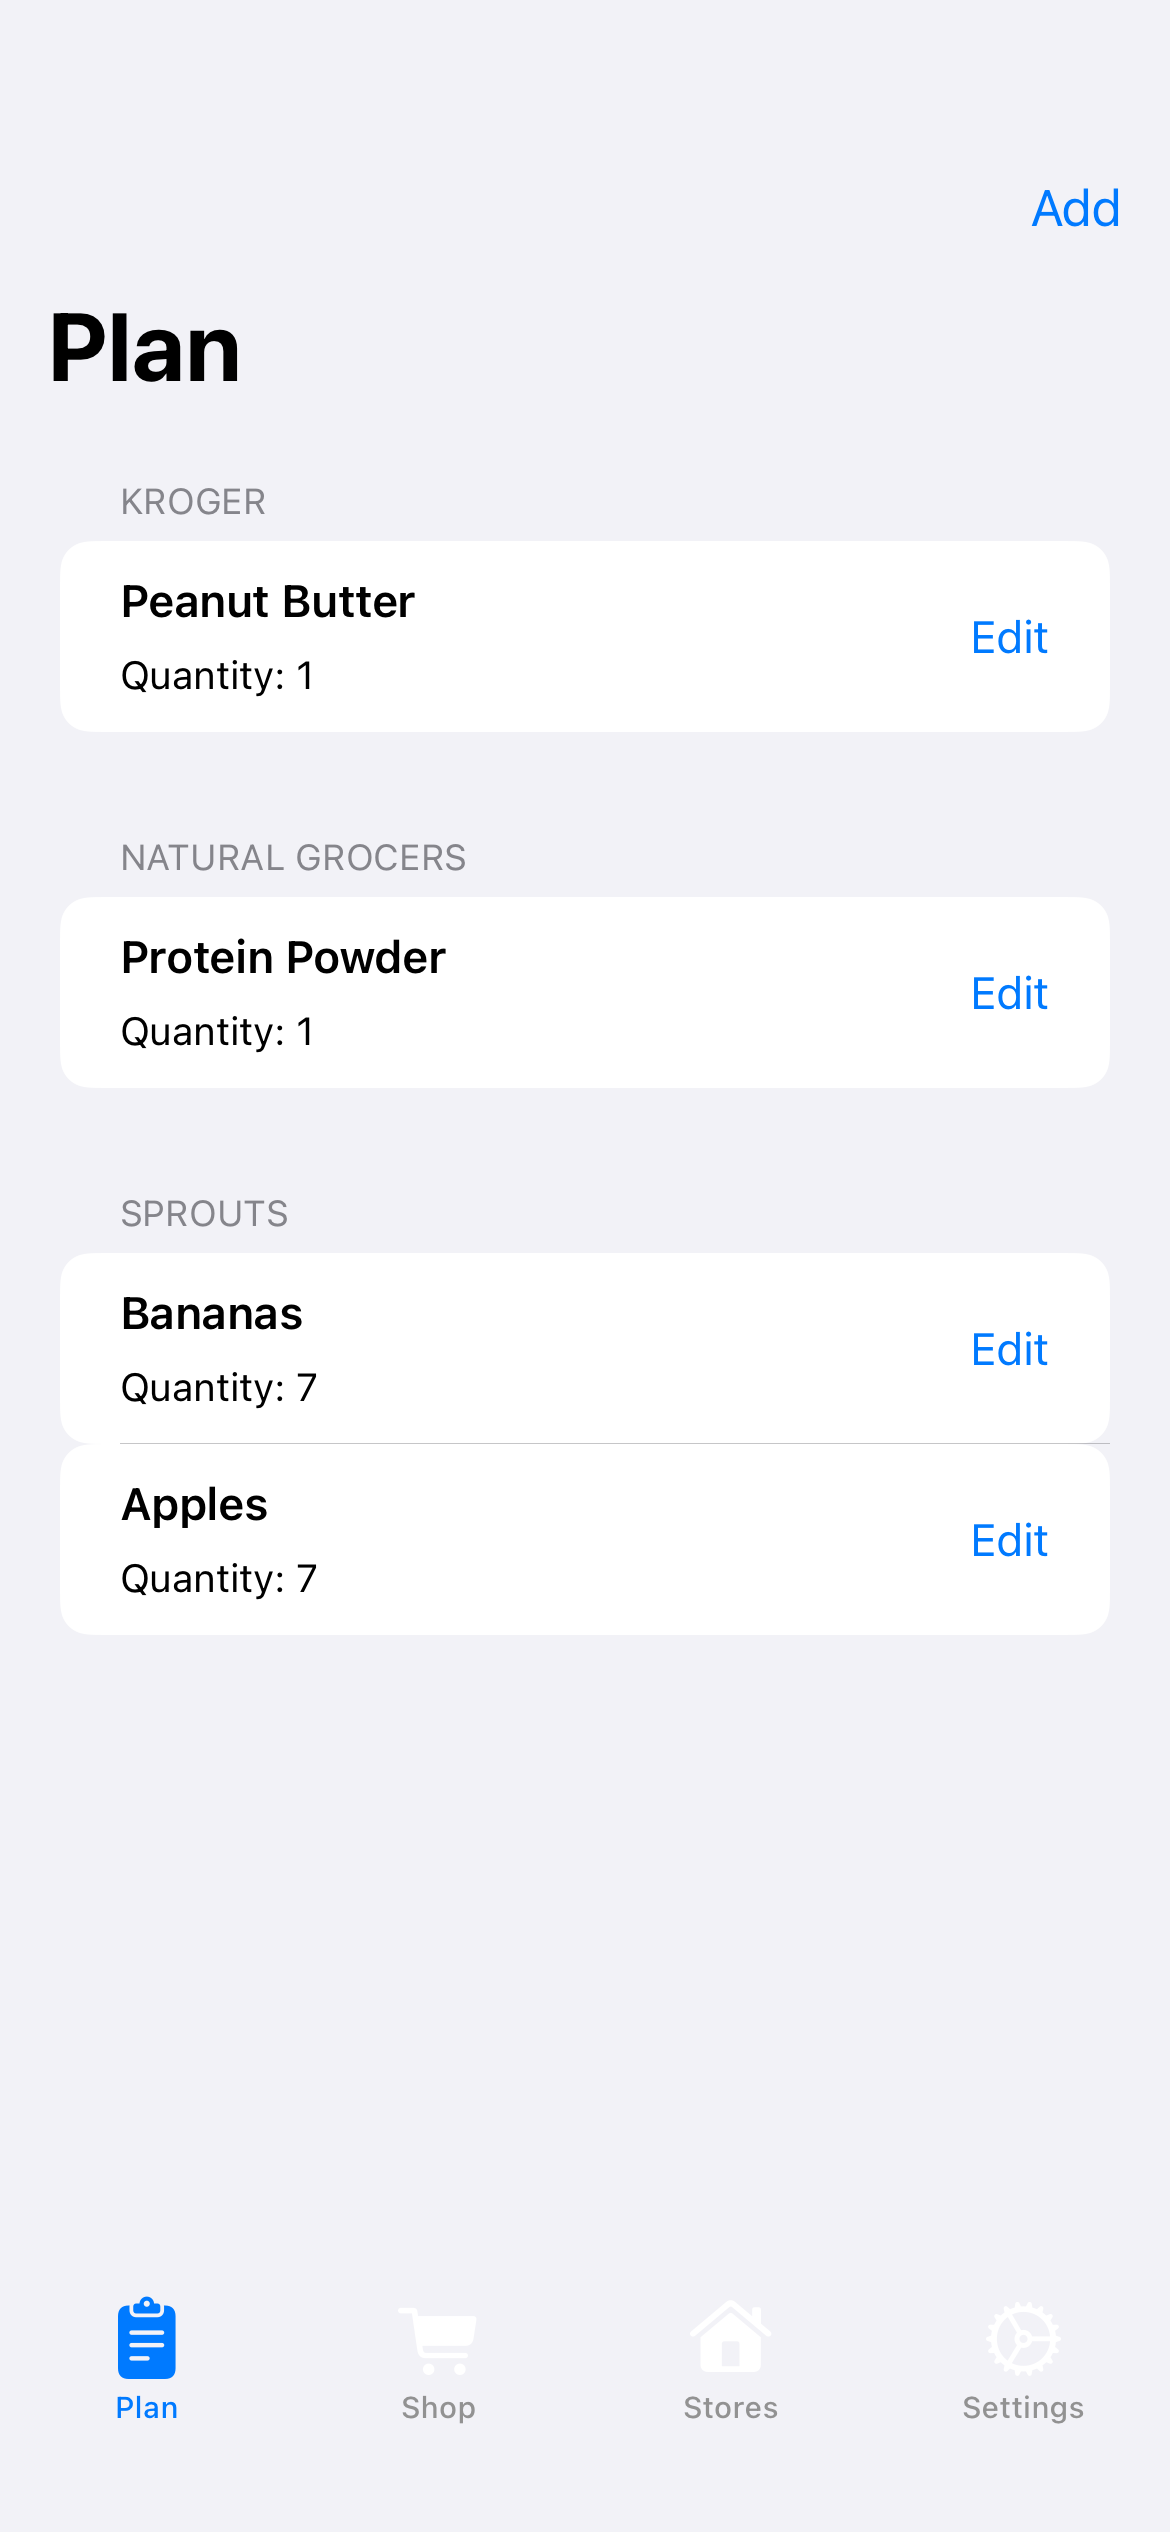 Add
Plan
KROGER
Peanut Butter
Edit
Quantity: 1
NATURAL GROCERS
Protein Powder
Edit
Quantity: 1
SPROUTS
Bananas
Edit
Quantity: 7
Apples
Edit
Quantity: 7
Plan Shop Stores Settings